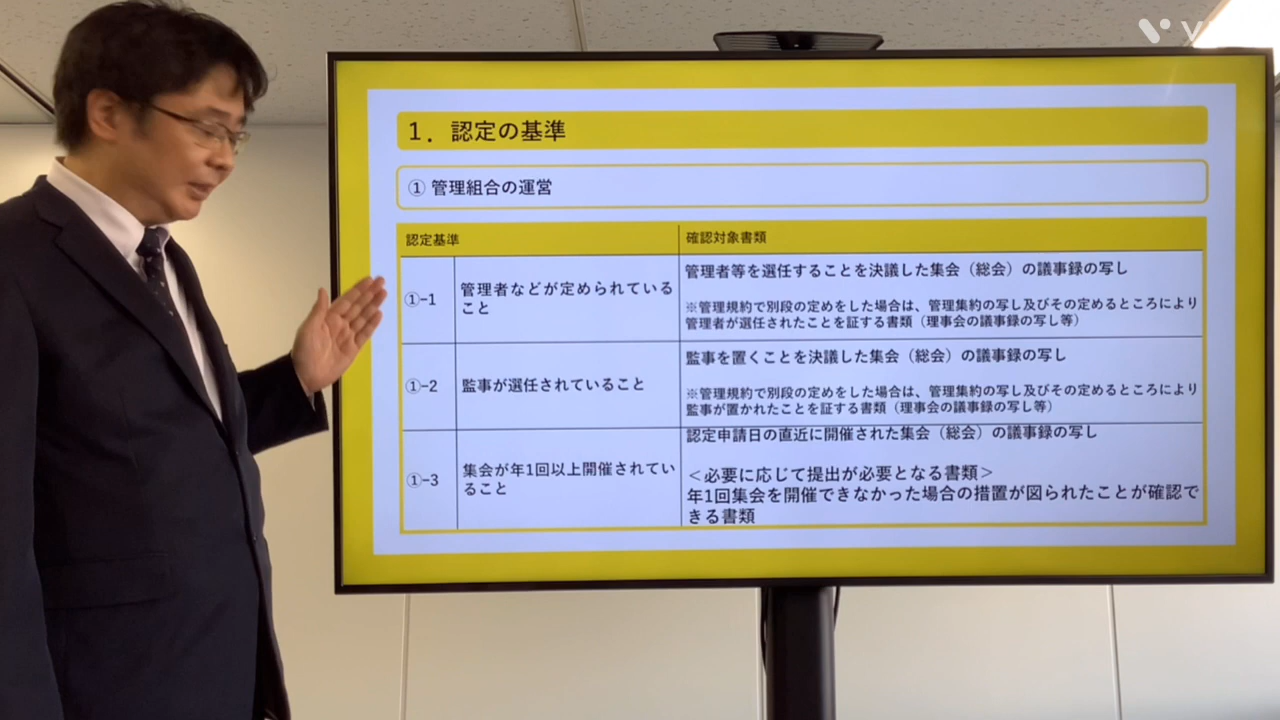 1．認定の基準
① 管理組合の運営
認定基準
確認対象書類
①-1
管理者などが定められている
こと
管理者等を選任することを決議した集会（総会）の議事録の写し
※管理規約で別段の定めをした場合は、管理集約の写し及びその定めるところにより
管理者が選任されたことを証する書類（理事会の議事録の写し等）
①-2
監事が選任されていること
監事を置くことを決議した集会（総会）の議事録の写し
※管理規約で別段の定めをした場合は、管理集約の写し及びその定めるところにより
監事が置かれたことを証する書類（理事会の議事録の写し等）
①-3
集会が年1回以上開催されてい
ること
認定申請日の直近に開催された集会（総会）の議事録の写し
＜必要に応じて提出が必要となる書類＞
年1回集会を開催できなかった場合の措置が図られたことが確認で
きる書類